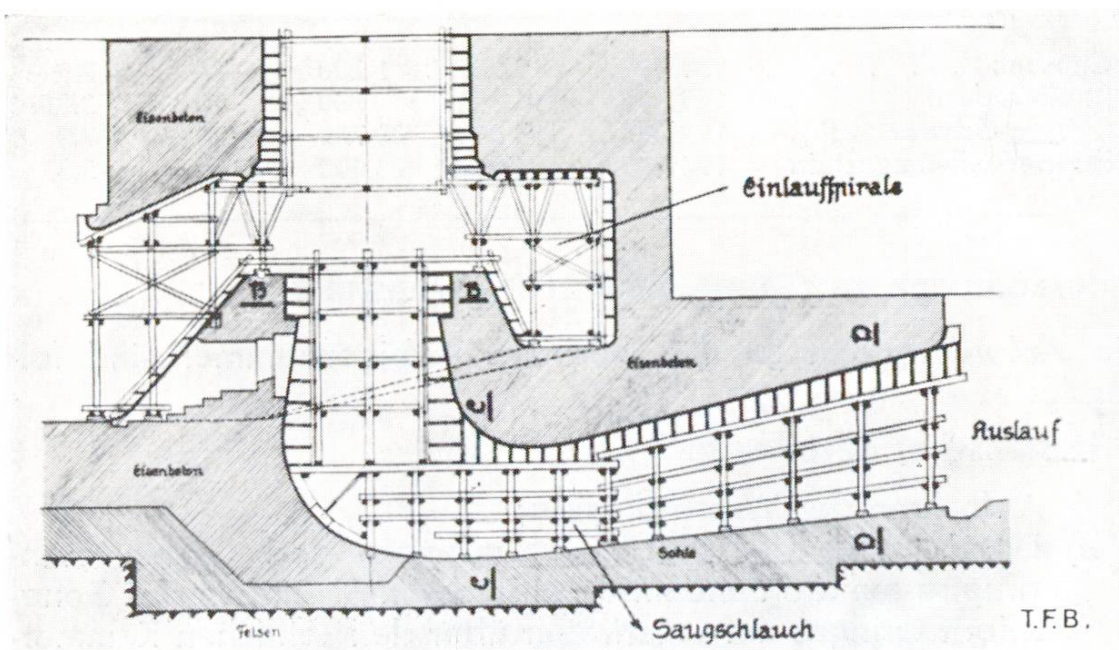 Eisenbeton
Einlaufspirale
B
B
Eisenbeton
D
C
Auslauf
Eisenbeton
Sohle
D
C
Felsen
Saugschlauch
T.F.B.